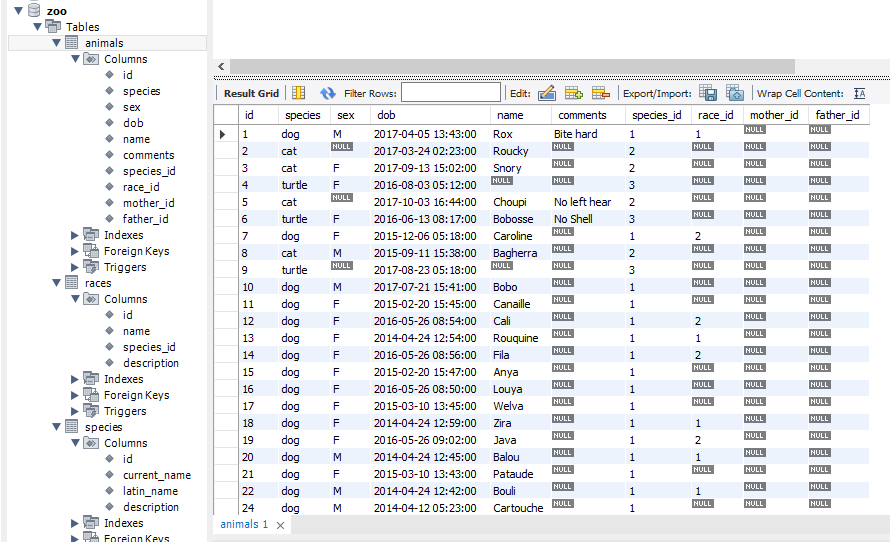 zoo
Tables
animals
Columns
id
species
sex
dob
name
comments
species_id
race_id
mother_id
father_id
Indexes
Foreign Keys
Triggers
races
Columns
id
name
species_id
description
Indexes
Foreign Keys
Triggers
species
Columns
id
current_name
latin_name
description
Indexes
Foreign Keys
Result Grid Filter Rows: Edit: Export/Import: Wrap Cell Content: IA
id species sex dob name comments species_id race_id mother_id father_id
1 dog M 2017-04-05 13:43:00 Rox Bite hard 1 1 NULL NULL
2 cat NULL 2017-03-24 02:23:00 Roucky NULL 2 NULL NULL NULL
3 cat F 2017-09-13 15:02:00 Snory NULL 2 NULL NULL NULL
4 turtle F 2016-08-03 05:12:00 NULL NULL 3 NULL NULL NULL
5 cat NULL 2017-10-03 16:44:00 Choupi No left hear 2 NULL NULL NULL
6 turtle F 2016-06-13 08:17:00 Bobosse No Shell 3 NULL NULL NULL
7 dog F 2015-12-06 05:18:00 Caroline NULL 1 2 NULL NULL
8 cat M 2015-09-11 15:38:00 Bagherra NULL 2 NULL NULL NULL
9 turtle NULL 2017-08-23 05:18:00 NULL NULL 3 NULL NULL NULL
10 dog M 2017-07-21 15:41:00 Bobo NULL 1 NULL NULL NULL
11 dog F 2015-02-20 15:45:00 Canaille NULL 1 NULL NULL NULL
12 dog F 2016-05-26 08:54:00 Cali NULL 1 2 NULL NULL
13 dog F 2014-04-24 12:54:00 Rouquine NULL 1 1 NULL NULL
14 dog F 2016-05-26 08:56:00 Fila NULL 1 2 NULL NULL
15 dog F 2015-02-20 15:47:00 Anya NULL 1 NULL NULL NULL
16 dog F 2016-05-26 08:50:00 Louya NULL 1 NULL NULL NULL
17 dog F 2015-03-10 13:45:00 Welva NULL 1 NULL NULL NULL
18 dog F 2014-04-24 12:59:00 Zira NULL 1 1 NULL NULL
19 dog F 2016-05-26 09:02:00 Java NULL 1 2 NULL NULL
20 dog M 2014-04-24 12:45:00 Balou NULL 1 1 NULL NULL
21 dog F 2015-03-10 13:43:00 Pataude NULL 1 NULL NULL NULL
22 dog M 2014-04-24 12:42:00 Bouli NULL 1 1 NULL NULL
24 dog M 2014-04-12 05:23:00 Cartouche NULL 1 NULL NULL NULL
animals 1